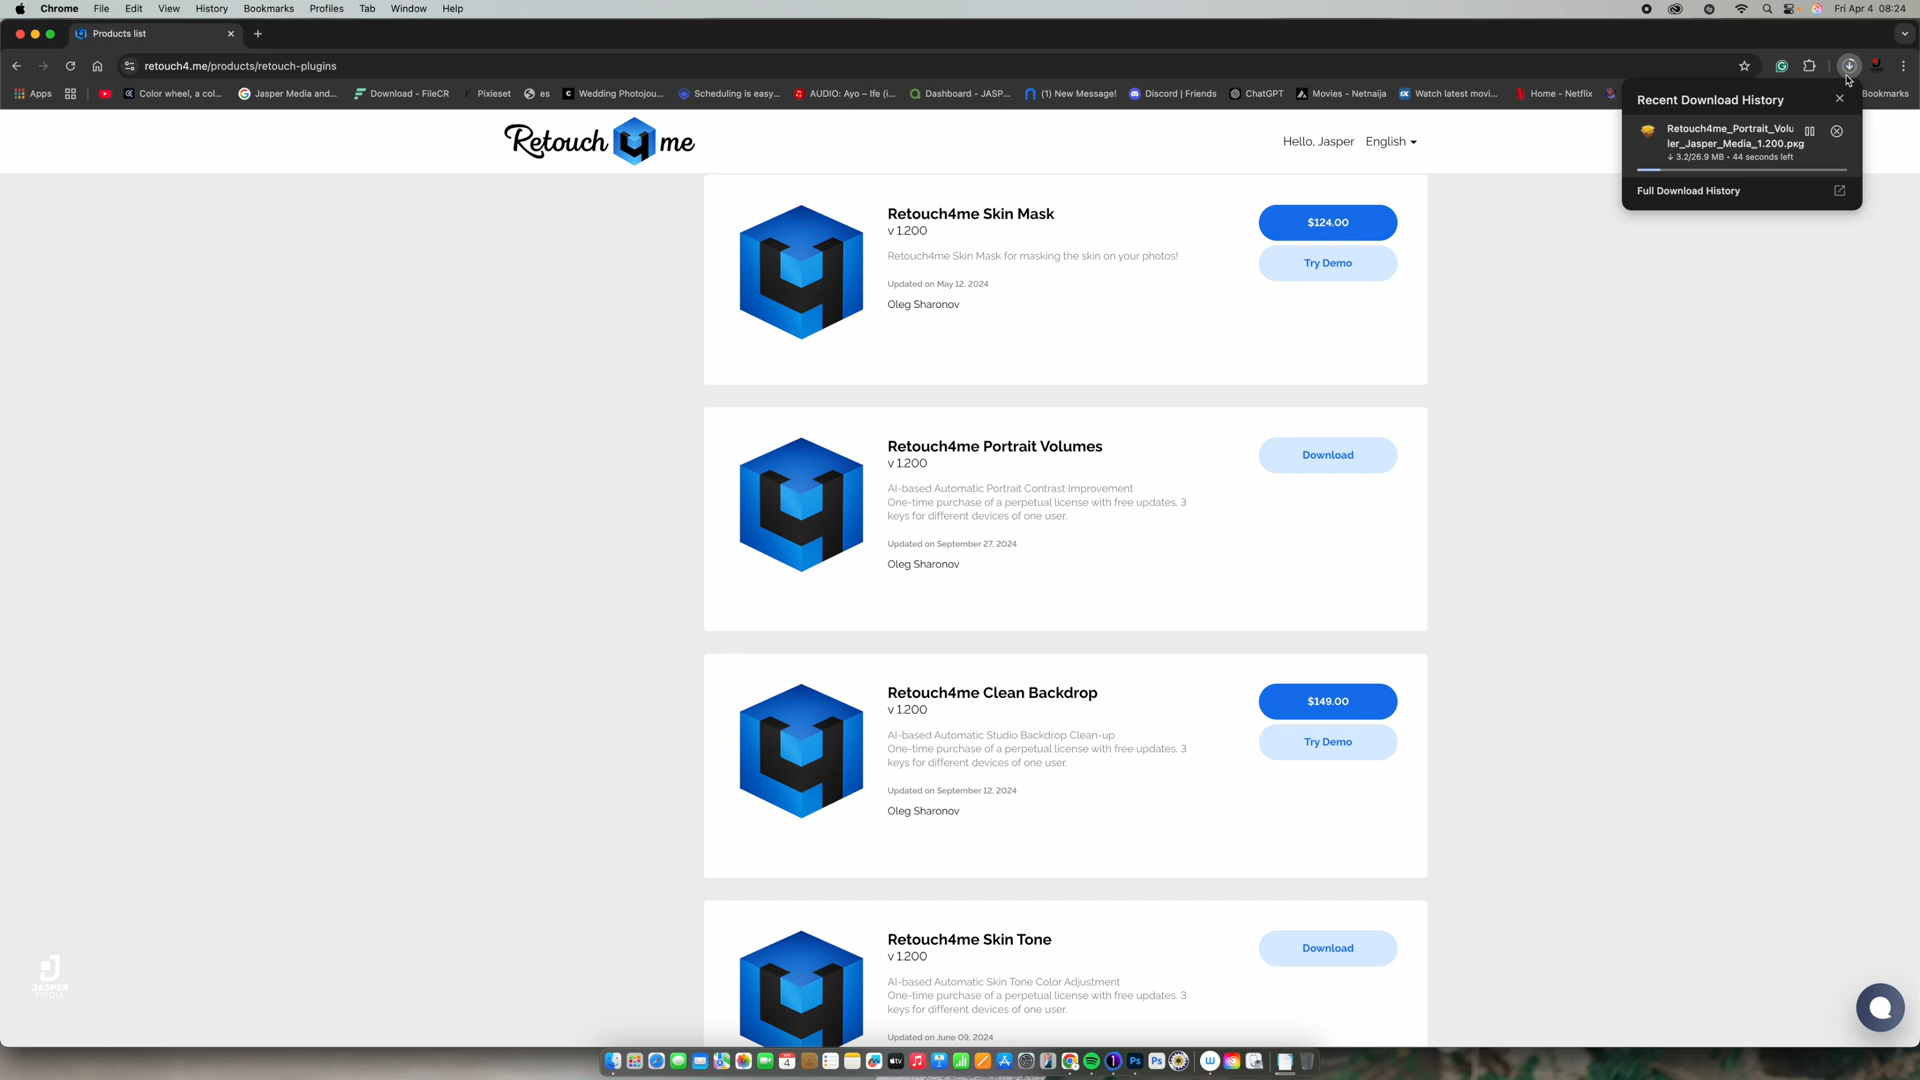 Chrome File Edit View History Bookmarks Profiles Tab Window Help
Fri Apr 4 08:24
Products list
retouch4.me/products/retouch-plugins
Apps
Color wheel, a col...
Jasper Media and...
Download - FileCR
Pixieset
es
Wedding Photojou...
Scheduling is easy...
AUDIO: Ayo – Ife (i...
Dashboard - JASP...
(1) New Message!
Discord | Friends
ChatGPT
Movies - Netnaija
Watch latest movi...
Home - Netflix
Bookmarks
Recent Download History
Retouch4me_Portrait_Volu
ler_Jasper_Media_1.200.pkg
↓ 3.2/26.9 MB • 44 seconds left
Full Download History
Retouch 4 me
Hello, Jasper English
Retouch4me Skin Mask
v 1.200
Retouch4me Skin Mask for masking the skin on your photos!
Updated on May 12, 2024
Oleg Sharonov
$124.00
Try Demo
Retouch4me Portrait Volumes
v 1.200
AI-based Automatic Portrait Contrast Improvement
One-time purchase of a perpetual license with free updates. 3
keys for different devices of one user.
Updated on September 27, 2024
Oleg Sharonov
Download
Retouch4me Clean Backdrop
v 1.200
AI-based Automatic Studio Backdrop Clean-up
One-time purchase of a perpetual license with free updates. 3
keys for different devices of one user.
Updated on September 12, 2024
Oleg Sharonov
$149.00
Try Demo
Retouch4me Skin Tone
v 1.200
AI-based Automatic Skin Tone Color Adjustment
One-time purchase of a perpetual license with free updates. 3
keys for different devices of one user.
Updated on June 09, 2024
Download
JASPER
MEDIA